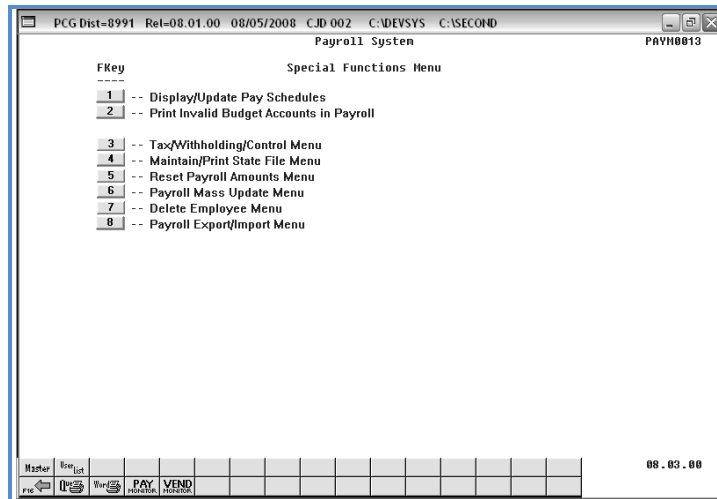 PCG Dist=8991 Rel=08.01.00 08/05/2008 CJD 002 C:\DEVSYS C:\SECOND
Payroll System PAYM0013
FKey Special Functions Menu
----
1 -- Display/Update Pay Schedules
2 -- Print Invalid Budget Accounts in Payroll
3 -- Tax/Withholding/Control Menu
4 -- Maintain/Print State File Menu
5 -- Reset Payroll Amounts Menu
6 -- Payroll Mass Update Menu
7 -- Delete Employee Menu
8 -- Payroll Export/Import Menu
Master User List 08.03.00
F16 Que Word PAY MONITOR VEND MONITOR